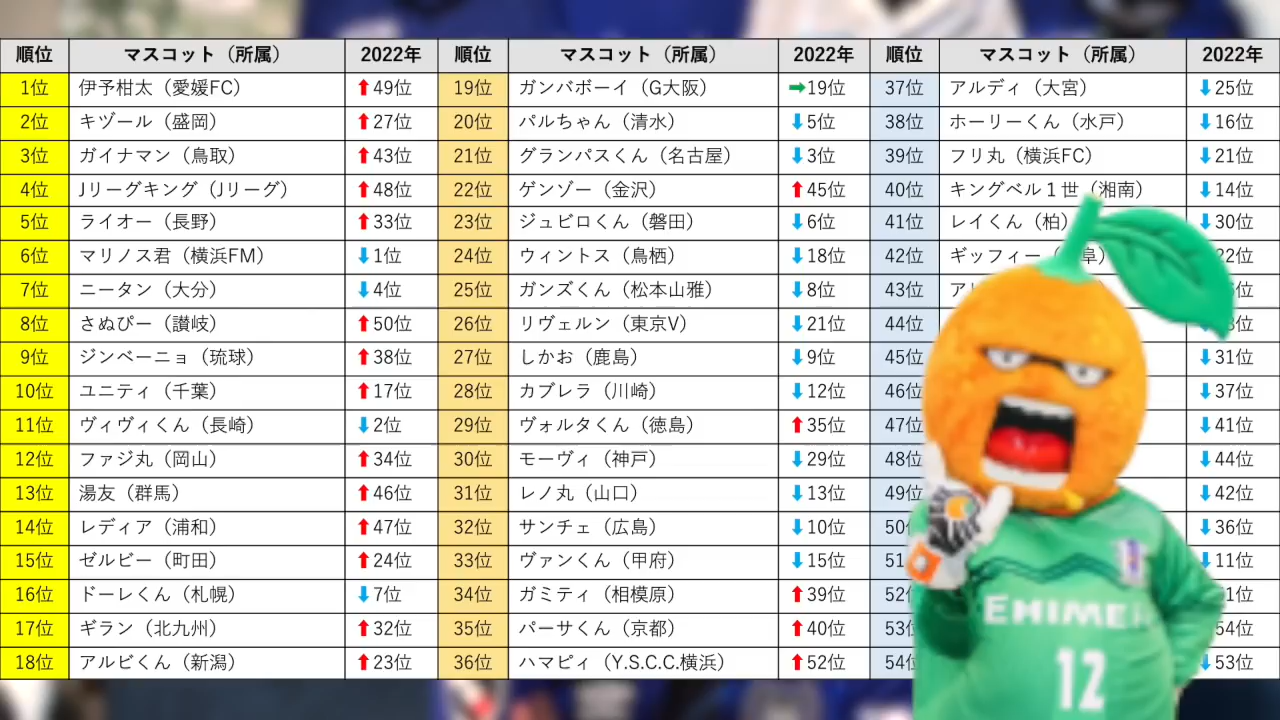 順位 マスコット（所属） 2022年 順位 マスコット（所属） 2022年 順位 マスコット（所属） 2022年
1位 伊予柑太（愛媛FC） ⬆49位 19位 ガンバボーイ（G大阪） ➡19位 37位 アルディ（大宮） ⬇25位
2位 キヅール（盛岡） ⬆27位 20位 パルちゃん（清水） ⬇5位 38位 ホーリーくん（水戸） ⬇16位
3位 ガイナマン（鳥取） ⬆43位 21位 グランパスくん（名古屋） ⬇3位 39位 フリ丸（横浜FC） ⬇21位
4位 Jリーグキング（Jリーグ） ⬆48位 22位 ゲンゾー（金沢） ⬆45位 40位 キングベル１世（湘南） ⬇14位
5位 ライオー（長野） ⬆33位 23位 ジュビロくん（磐田） ⬇6位 41位 レイくん（柏） ⬇30位
6位 マリノス君（横浜FM） ⬇1位 24位 ウィントス（鳥栖） ⬇18位 42位 ギッフィー 阜） 22位
7位 ニータン（大分） ⬇4位 25位 ガンズくん（松本山雅） ⬇8位 43位
8位 さぬぴー（讃岐） ⬆50位 26位 リヴェルン（東京V） ⬇21位 44位
9位 ジンベーニョ（琉球） ⬆38位 27位 しかお（鹿島） ⬇9位 45位 ⬇31位
10位 ユニティ（千葉） ⬆17位 28位 カブレラ（川崎） ⬇12位 46位 ⬇37位
11位 ヴィヴィくん（長崎） ⬇2位 29位 ヴォルタくん（徳島） ⬆35位 47位 ⬇41位
12位 ファジ丸（岡山） ⬆34位 30位 モーヴィ（神戸） ⬇29位 48位 ⬇44位
13位 湯友（群馬） ⬆46位 31位 レノ丸（山口） ⬇13位 49位 ⬇42位
14位 レディア（浦和） ⬆47位 32位 サンチェ（広島） ⬇10位 50位 ⬇36位
15位 ゼルビー（町田） ⬆24位 33位 ヴァンくん（甲府） ⬇15位 51 ⬇11位
16位 ドーレくん（札幌） ⬇7位 34位 ガミティ（相模原） ⬆39位 52位 1位
17位 ギラン（北九州） ⬆32位 35位 パーサくん（京都） ⬆40位 53位 54位
18位 アルビくん（新潟） ⬆23位 36位 ハマピィ（Y.S.C.C.横浜） ⬆52位 54位 ⬇53位
EHIME
12